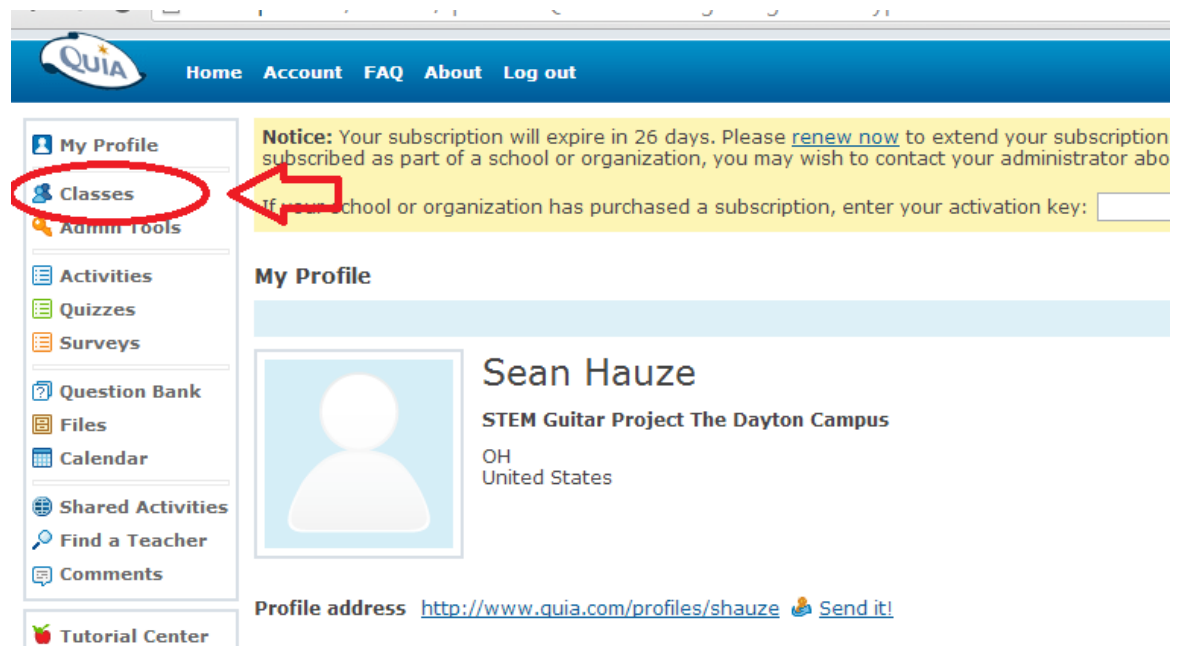 QUIA
Home Account FAQ About Log out
My Profile
Classes
Admin Tools
Activities
Quizzes
Surveys
Question Bank
Files
Calendar
Shared Activities
Find a Teacher
Comments
Tutorial Center
Notice: Your subscription will expire in 26 days. Please renew now to extend your subscription
subscribed as part of a school or organization, you may wish to contact your administrator abo
If your school or organization has purchased a subscription, enter your activation key:
My Profile
Sean Hauze
STEM Guitar Project The Dayton Campus
OH
United States
Profile address http://www.quia.com/profiles/shauze Send it!